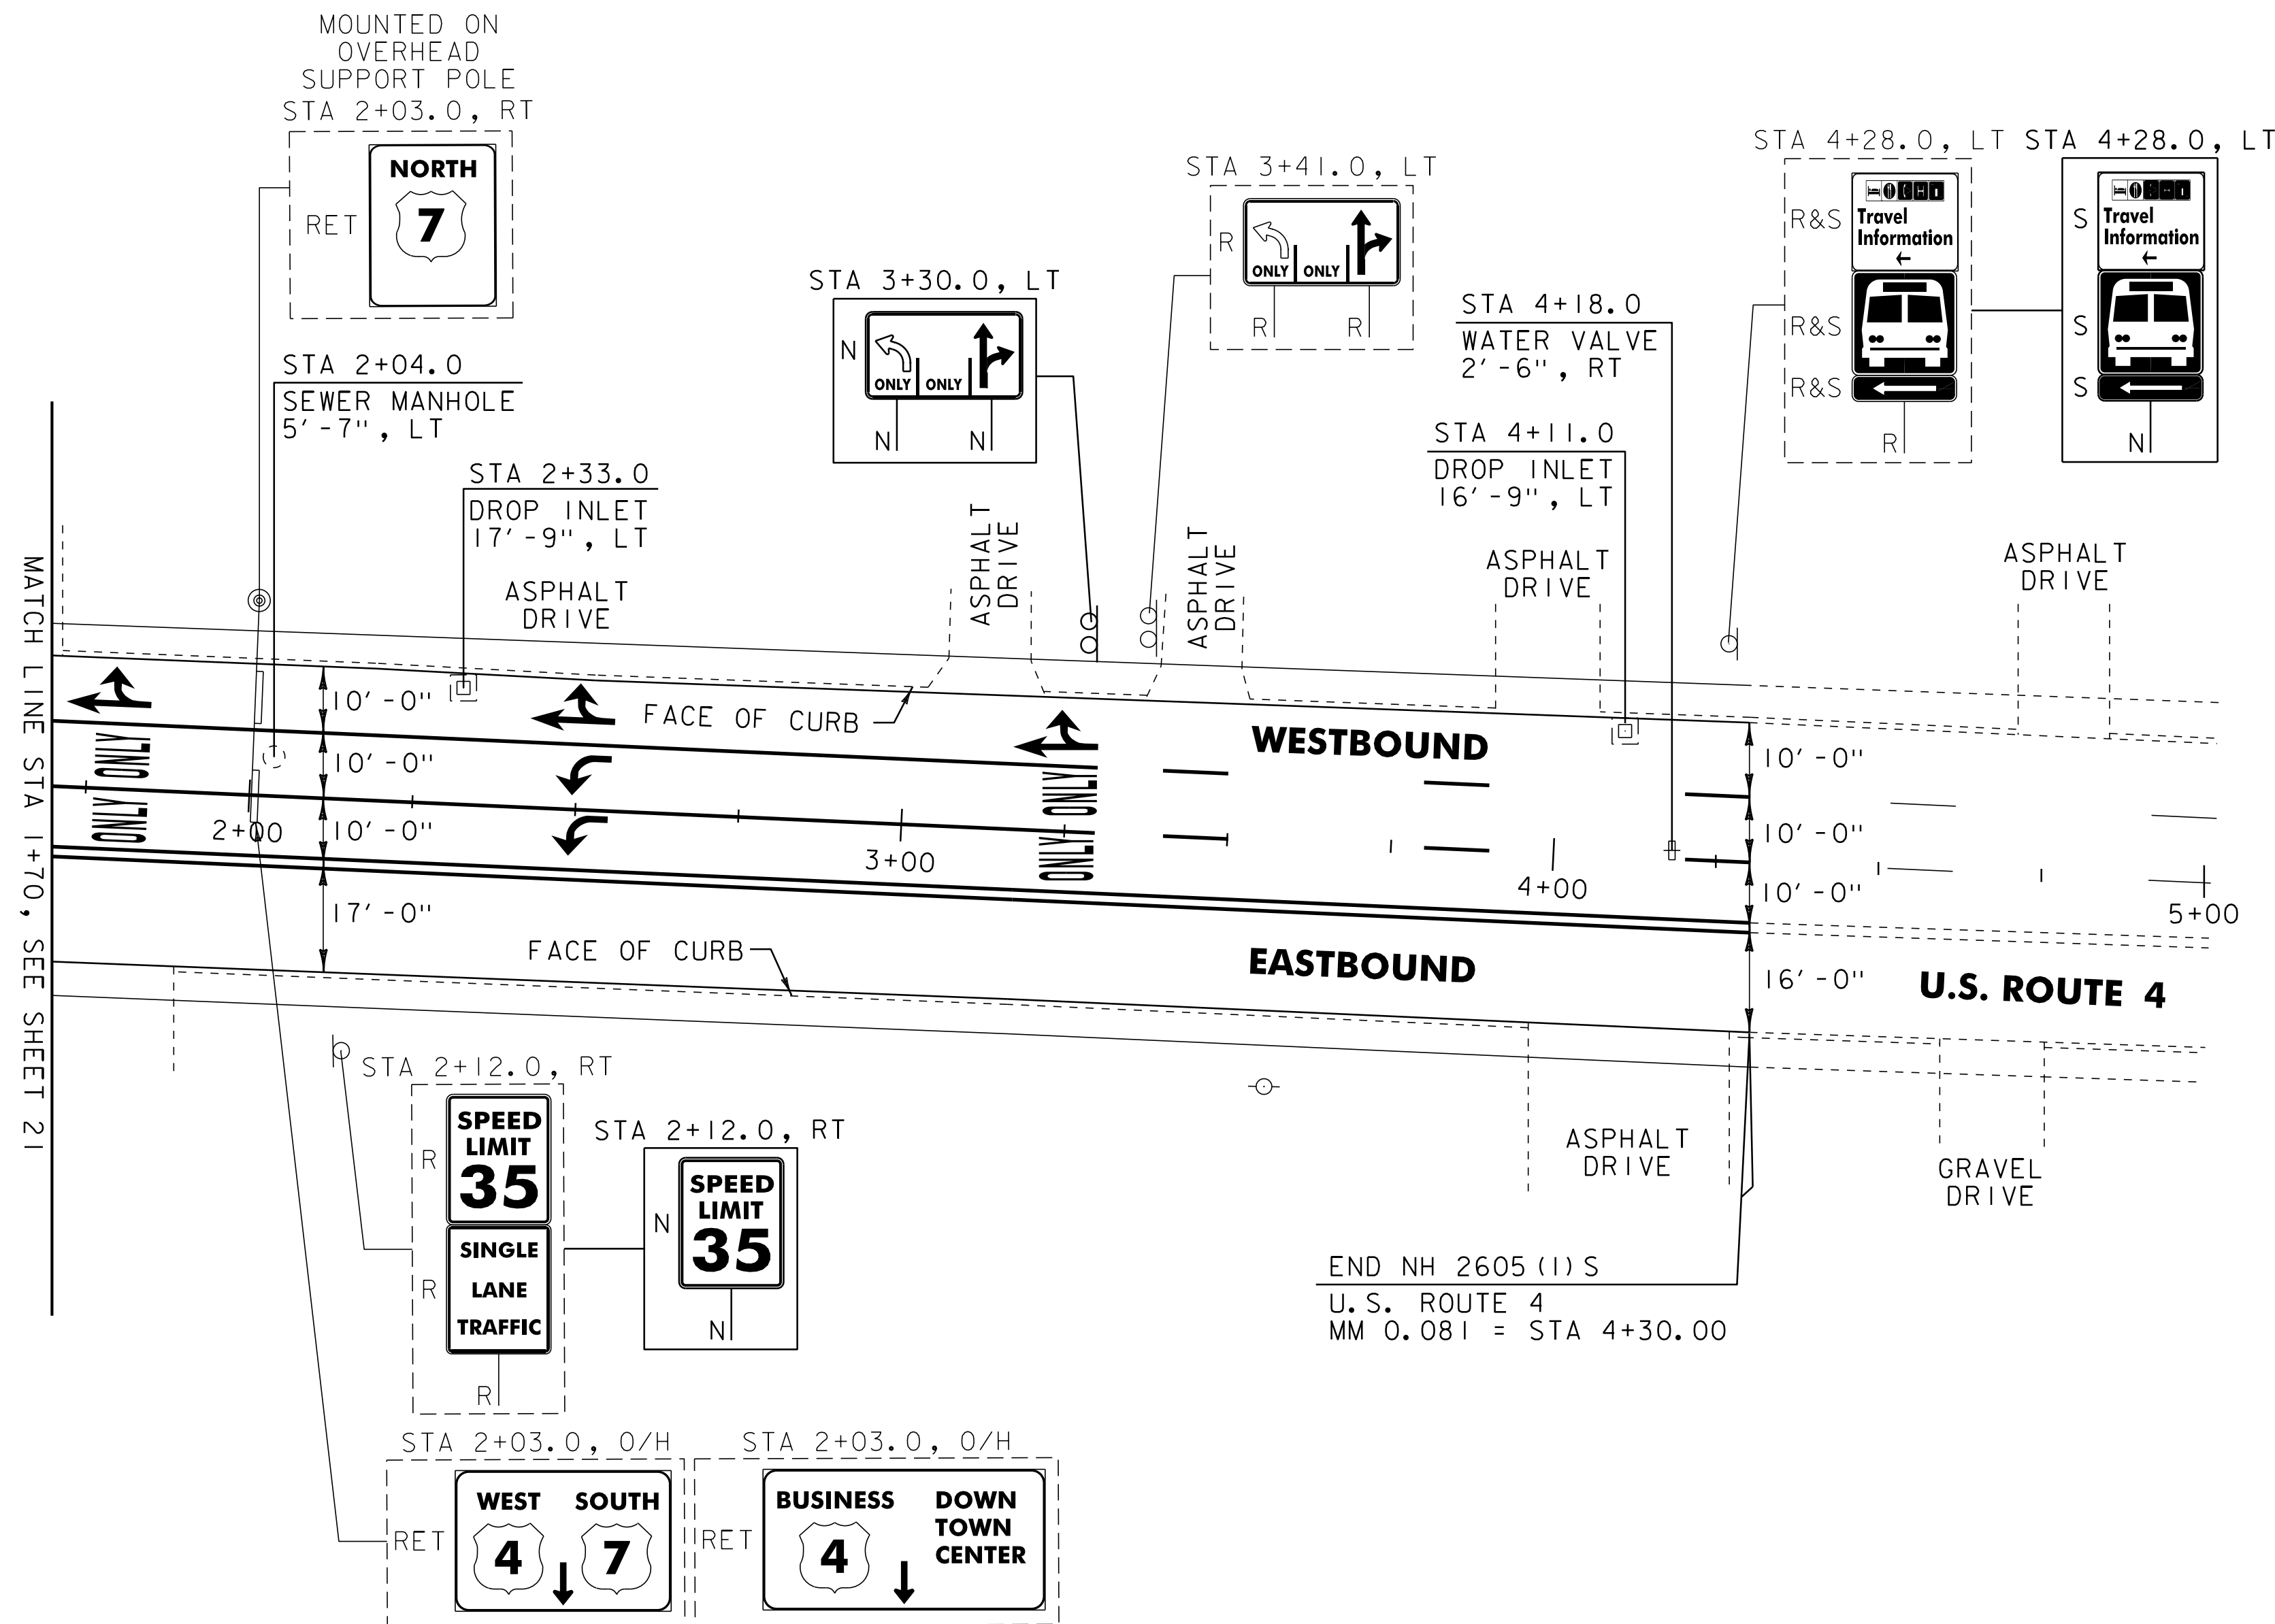 MOUNTED ON
OVERHEAD
SUPPORT POLE
STA 2+03.0, RT
RET
NORTH
7
STA 2+04.0
SEWER MANHOLE
5'-7", LT
STA 2+33.0
DROP INLET
17'-9", LT
ASPHALT
DRIVE
STA 3+30.0, LT
N
ONLY ONLY
N N
STA 3+41.0, LT
R
ONLY ONLY
R R
STA 4+18.0
WATER VALVE
2'-6", RT
STA 4+11.0
DROP INLET
16'-9", LT
STA 4+28.0, LT
R&S
Travel
Information
R&S
R&S
R
STA 4+28.0, LT
S
Travel
Information
S
S
N
ASPHALT
DRIVE
ASPHALT
DRIVE
ASPHALT
DRIVE
ASPHALT
DRIVE
MATCH LINE STA 1+70, SEE SHEET 21
10'-0"
10'-0"
10'-0"
17'-0"
FACE OF CURB
ONLY
ONLY
ONLY
ONLY
2+00
3+00
4+00
5+00
WESTBOUND
10'-0"
10'-0"
10'-0"
16'-0"
FACE OF CURB
EASTBOUND
U.S. ROUTE 4
STA 2+12.0, RT
R
SPEED
LIMIT
35
R
SINGLE
LANE
TRAFFIC
R
STA 2+12.0, RT
N
SPEED
LIMIT
35
N
ASPHALT
DRIVE
GRAVEL
DRIVE
END NH 2605(1)S
U.S. ROUTE 4
MM 0.081 = STA 4+30.00
STA 2+03.0, O/H
RET
WEST SOUTH
4 7
STA 2+03.0, O/H
RET
BUSINESS
4
DOWN
TOWN
CENTER